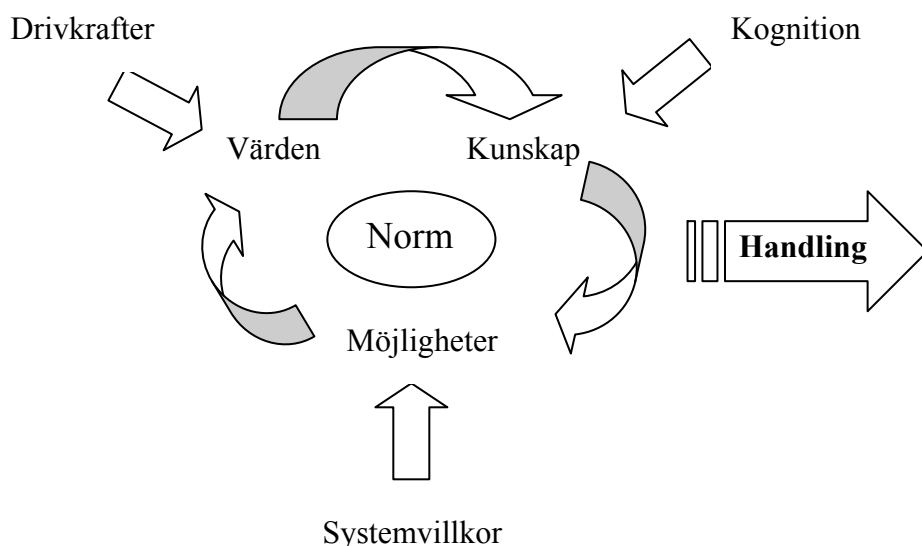 Drivkrafter
Kognition
Värden
Kunskap
Norm
Handling
Möjligheter
Systemvillkor